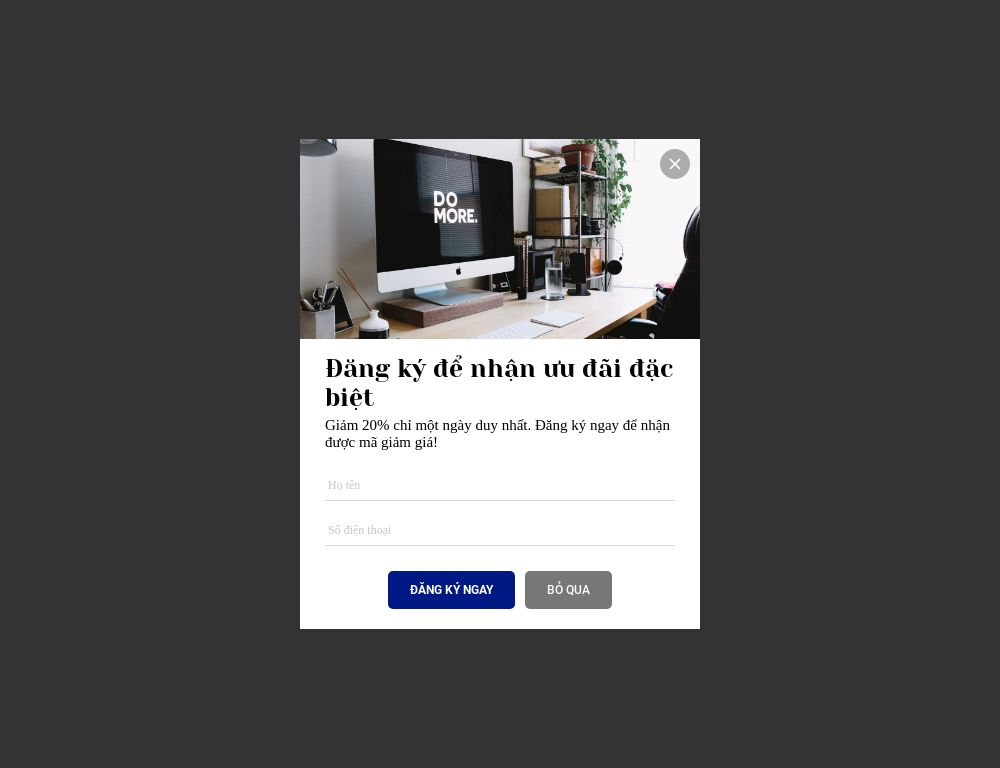 DO
MORE.
Đăng ký để nhận ưu đãi đặc
biệt
Giảm 20% chỉ một ngày duy nhất. Đăng ký ngay để nhận
được mã giảm giá!
Họ tên
Số điện thoại
ĐĂNG KÝ NGAY
BỎ QUA